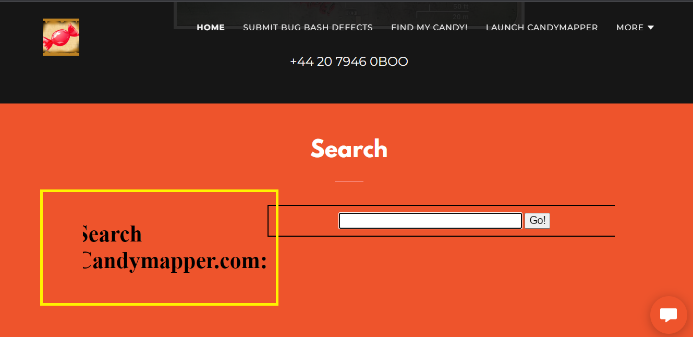 HOME SUBMIT BUG BASH DEFECTS FIND MY CANDY! LAUNCH CANDYMAPPER MORE
+44 20 7946 0BOO
Search
Search
Go!
Candymapper.com: